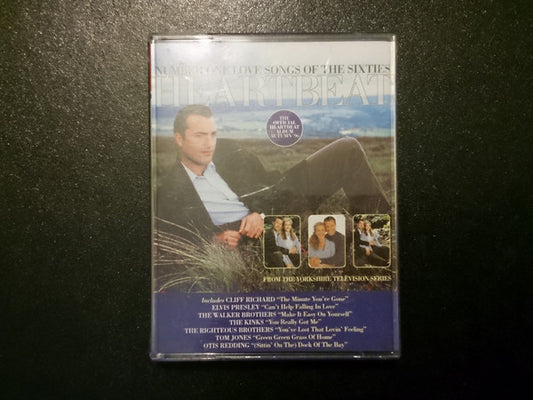 NUMBER ONE LOVE SONGS OF THE SIXTIES
HEARTBEAT
THE
OFFICIAL
HEARTBEAT
ALBUM
AUTUMN '96
FROM THE YORKSHIRE TELEVISION SERIES
Includes CLIFF RICHARD "The Minute You're Gone"
ELVIS PRESLEY "Can't Help Falling In Love"
THE WALKER BROTHERS "Make It Easy On Yourself"
THE KINKS "You Really Got Me"
THE RIGHTEOUS BROTHERS "You've Lost That Lovin' Feeling"
TOM JONES "Green Green Grass Of Home"
OTIS REDDING "(Sittin' On The) Dock Of The Bay"